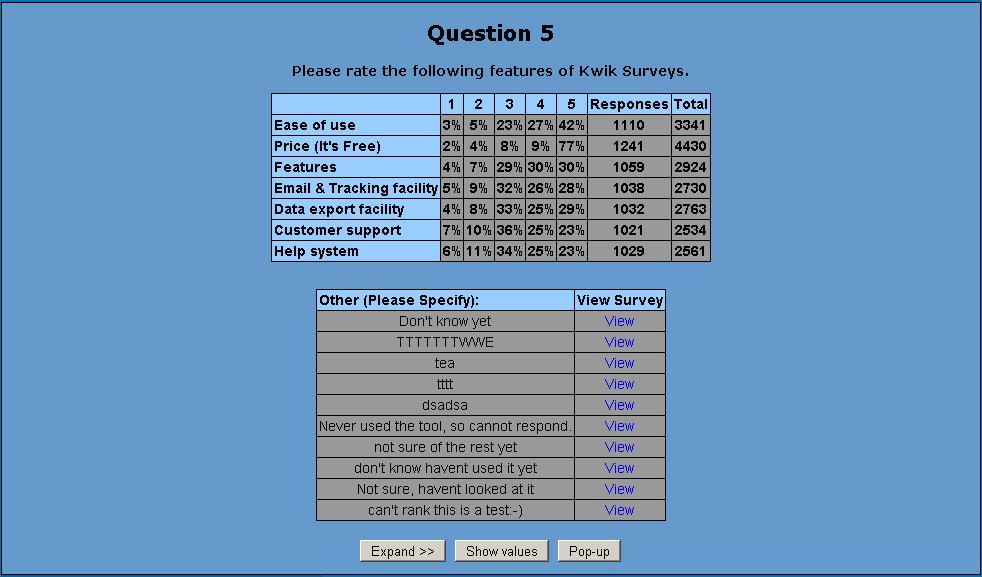 Question 5
Please rate the following features of Kwik Surveys.
1 2 3 4 5 Responses Total
Ease of use 3% 5% 23% 27% 42% 1110 3341
Price (It's Free) 2% 4% 8% 9% 77% 1241 4430
Features 4% 7% 29% 30% 30% 1059 2924
Email & Tracking facility 5% 9% 32% 26% 28% 1038 2730
Data export facility 4% 8% 33% 25% 29% 1032 2763
Customer support 7% 10% 36% 25% 23% 1021 2534
Help system 6% 11% 34% 25% 23% 1029 2561
Other (Please Specify): View Survey
Don't know yet View
TTTTTTTWWE View
tea View
tttt View
dsadsa View
Never used the tool, so cannot respond. View
not sure of the rest yet View
don't know havent used it yet View
Not sure, havent looked at it View
can't rank this is a test:-) View
Expand >> Show values Pop-up